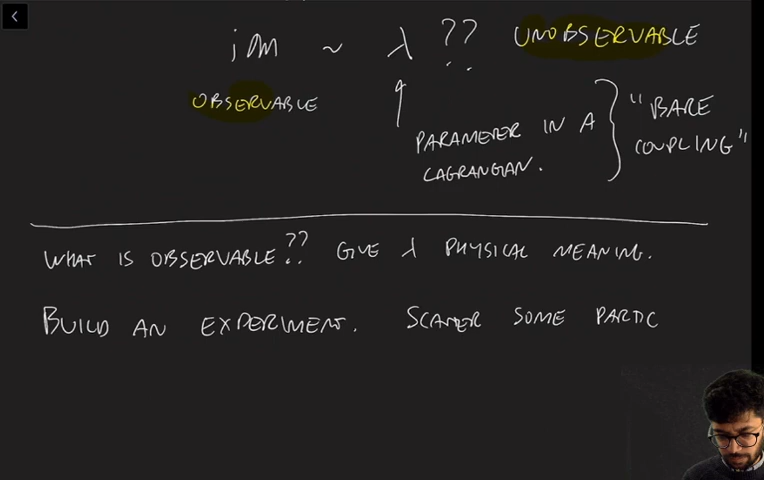 iM ~ λ ?? UNOBSERVABLE
OBSERVABLE
PARAMETER IN A
LAGRANGIAN.
"BARE
COUPLING"
WHAT IS OBSERVABLE?? GIVE λ PHYSICAL MEANING.
BUILD AN EXPERIMENT. SCATTER SOME PARTIC